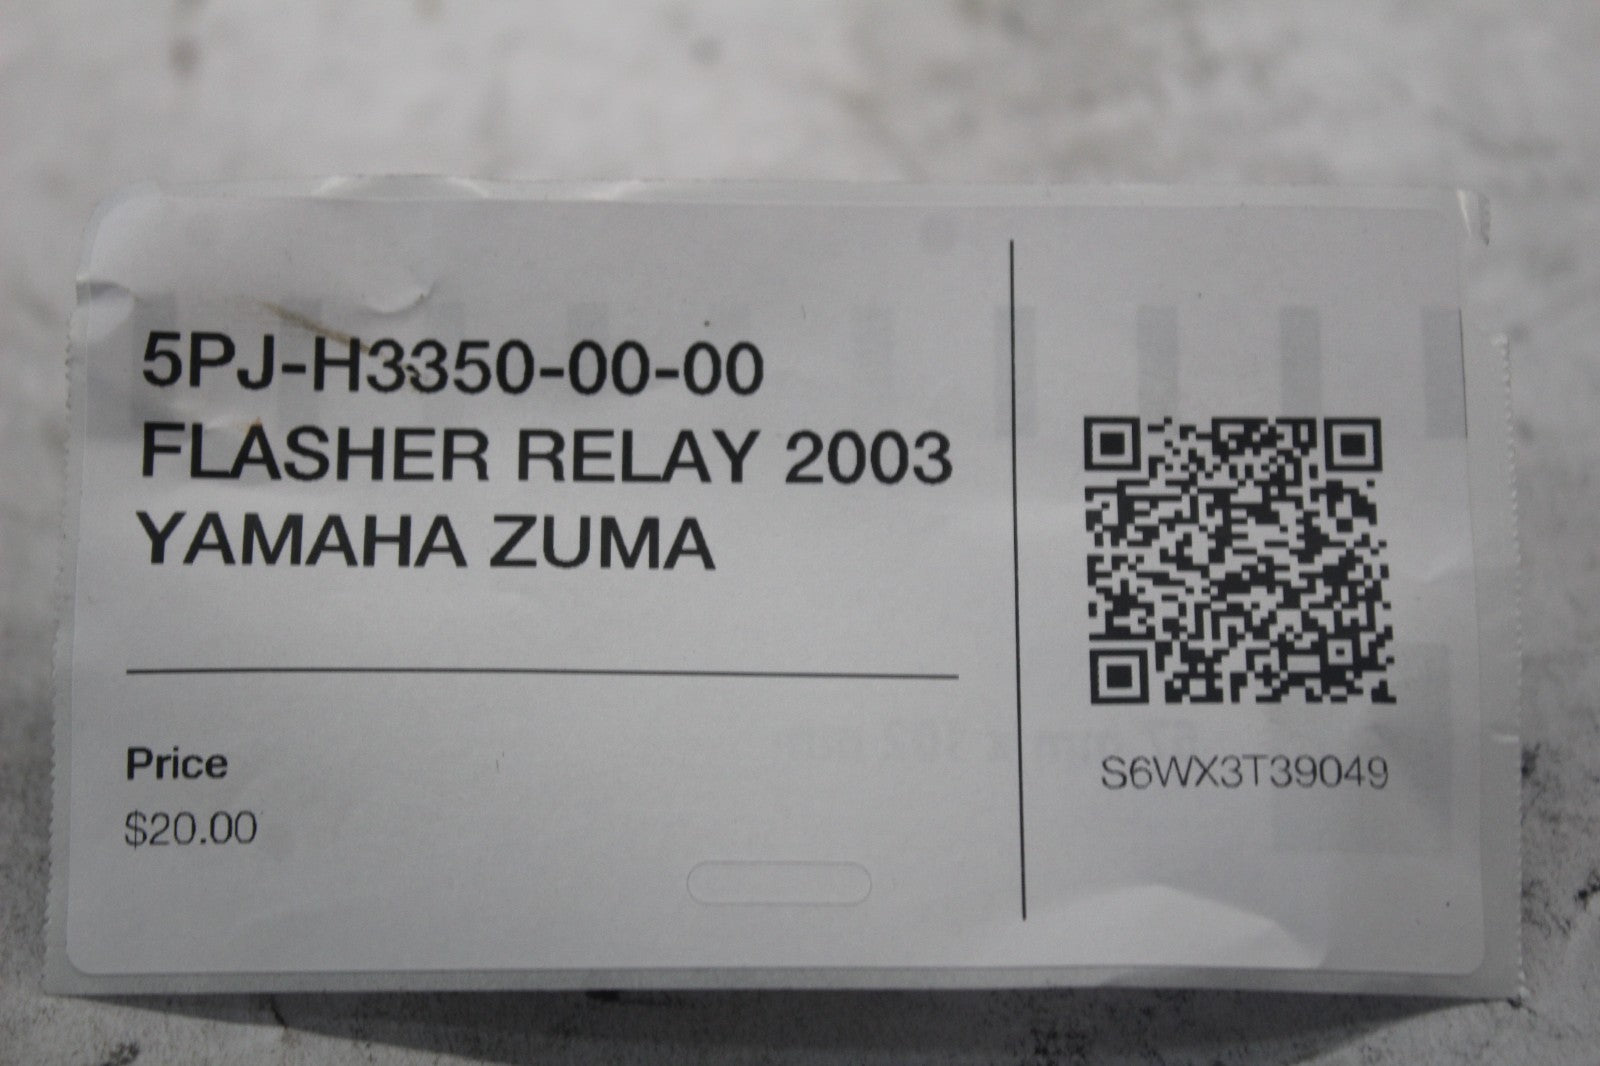 5PJ-H3350-00-00
FLASHER RELAY 2003
YAMAHA ZUMA
Price
$20.00
S6WX3T39049